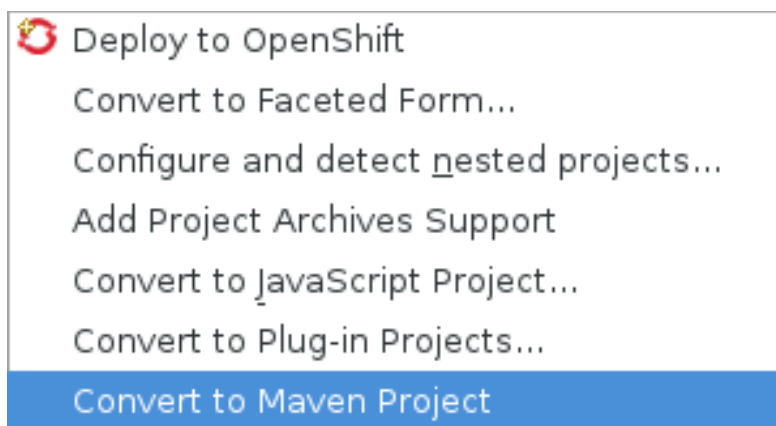 Deploy to OpenShift
Convert to Faceted Form...
Configure and detect nested projects...
Add Project Archives Support
Convert to JavaScript Project...
Convert to Plug-in Projects...
Convert to Maven Project